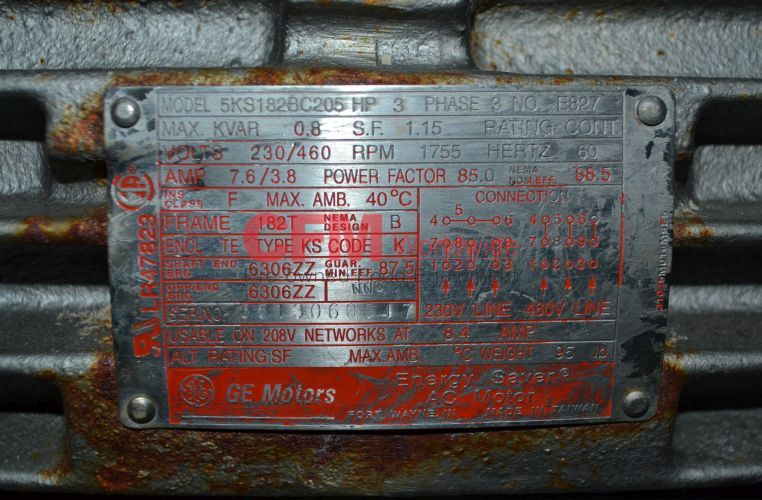 MODEL 5KS182BC205 HP 3 PHASE 3 NO. E827
MAX. KVAR 0.8 S.F. 1.15 RATING CONT
VOLTS 230/460 RPM 1755 HERTZ 60
AMP 7.6/3.8 POWER FACTOR 85.0 NEMA NOM.EFF. 88.5
INS. CLASS F MAX. AMB. 40°C CONNECTION
FRAME 182T NEMA DESIGN B
ENCL. TE TYPE KS CODE K
SHAFT END BRG 6306ZZ GUAR. MIN.EFF. 87.5
OPP.END BRG 6306ZZ NNC
SER.NO. 230V LINE 460V LINE
USABLE ON 208V NETWORKS AT 8.4 AMP
ALT RATING:SF MAX.AMB. °C WEIGHT 95 lb.
GE Motors
Energy Saver®
AC Motor
FORT WAYNE,IN. MADE IN TAIWAN
LR47823